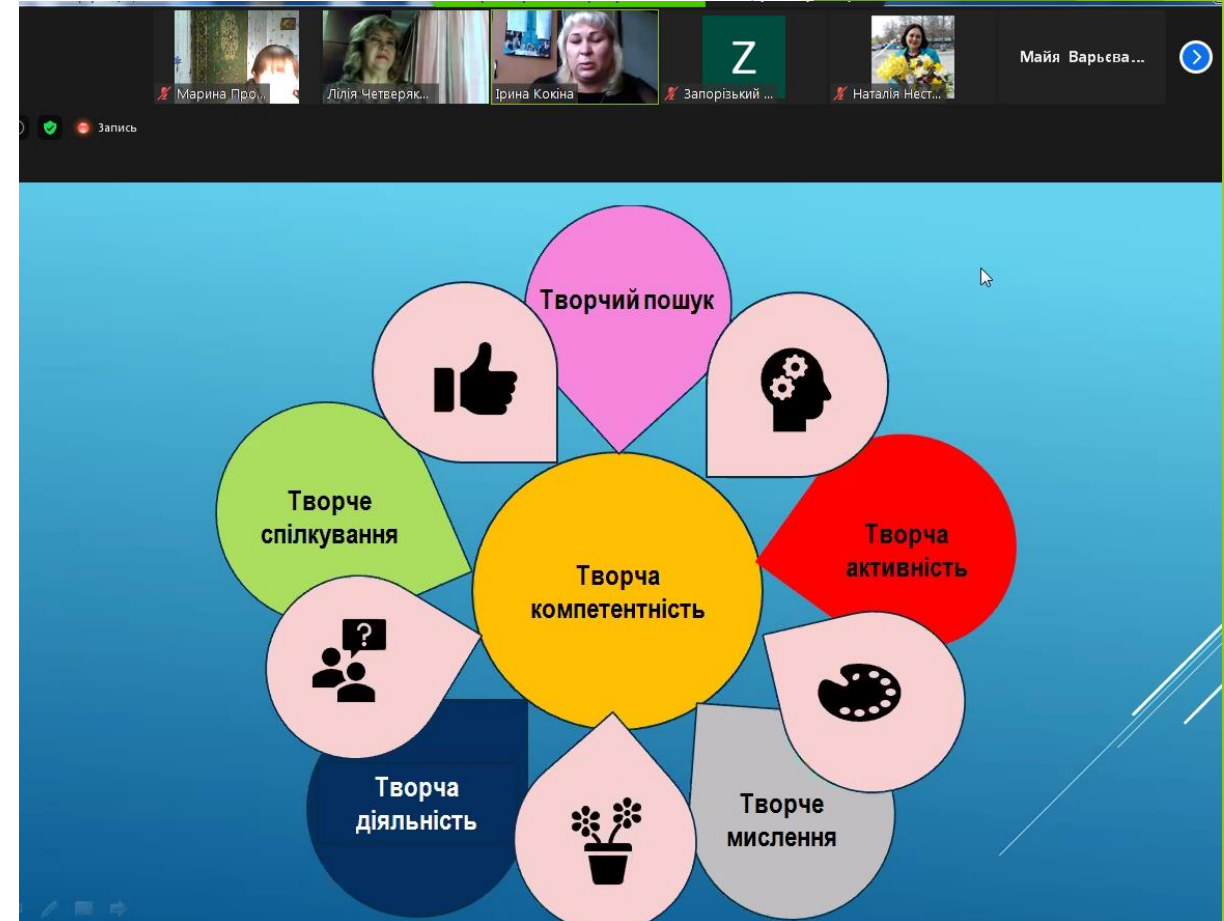 Марина Про...
Лілія Четверяк...
Ірина Кокіна
Z
Запорізький ...
Наталія Нест...
Майя Варьєва...
Запись
Творчий пошук
Творче
спілкування
Творча
активність
Творча
компетентність
?
Творча
діяльність
Творче
мислення